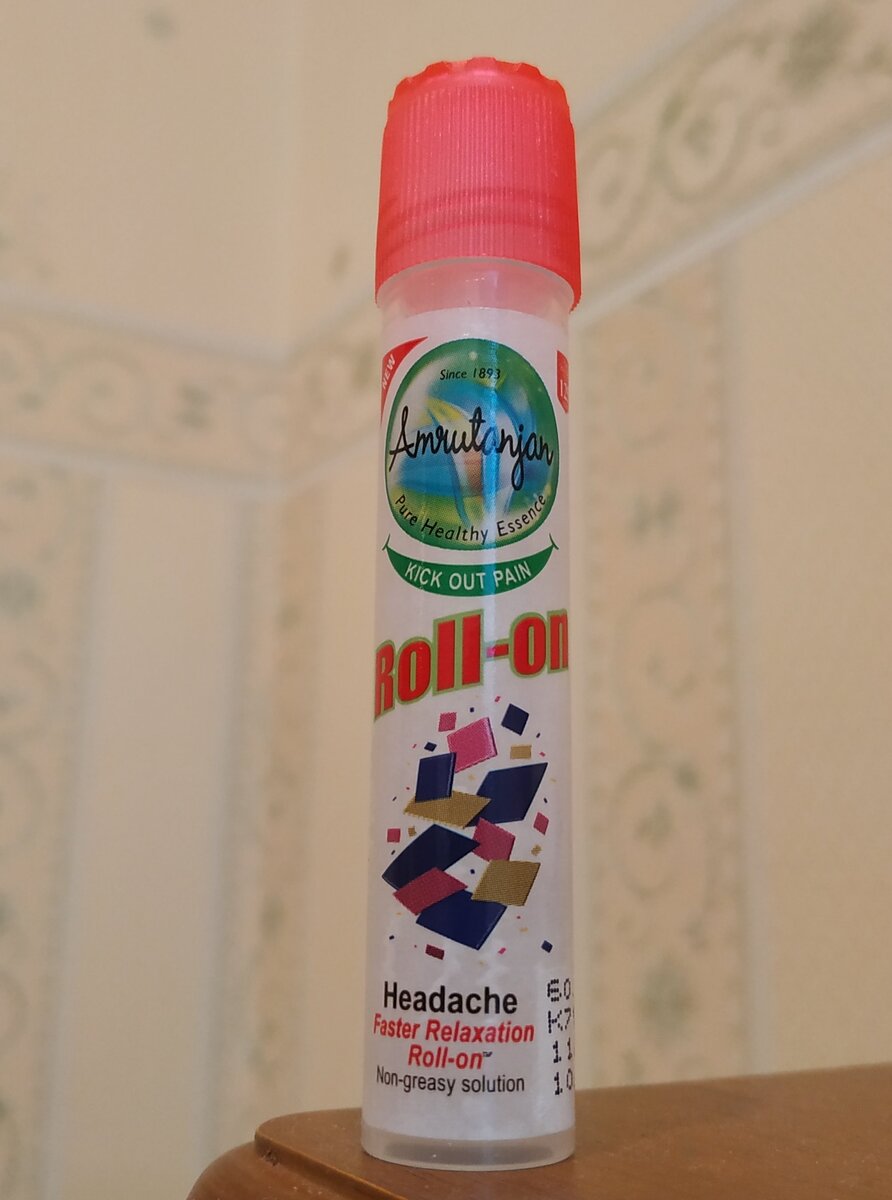 NEW
Since 1893
Amrutanjan
Pure Healthy Essence
KICK OUT PAIN
Roll-on
Headache
Faster Relaxation
Roll-on™
Non-greasy solution